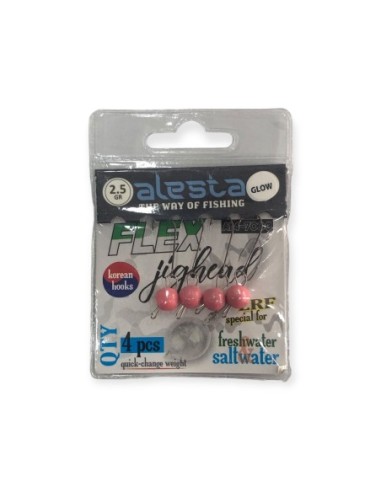 2.5
GR
alesta
THE WAY OF FISHING
GLOW
FLEX
jighead
korean
hooks
LRF
special for
freshwater
&
saltwater
QTY
4 pcs
quick-change weight